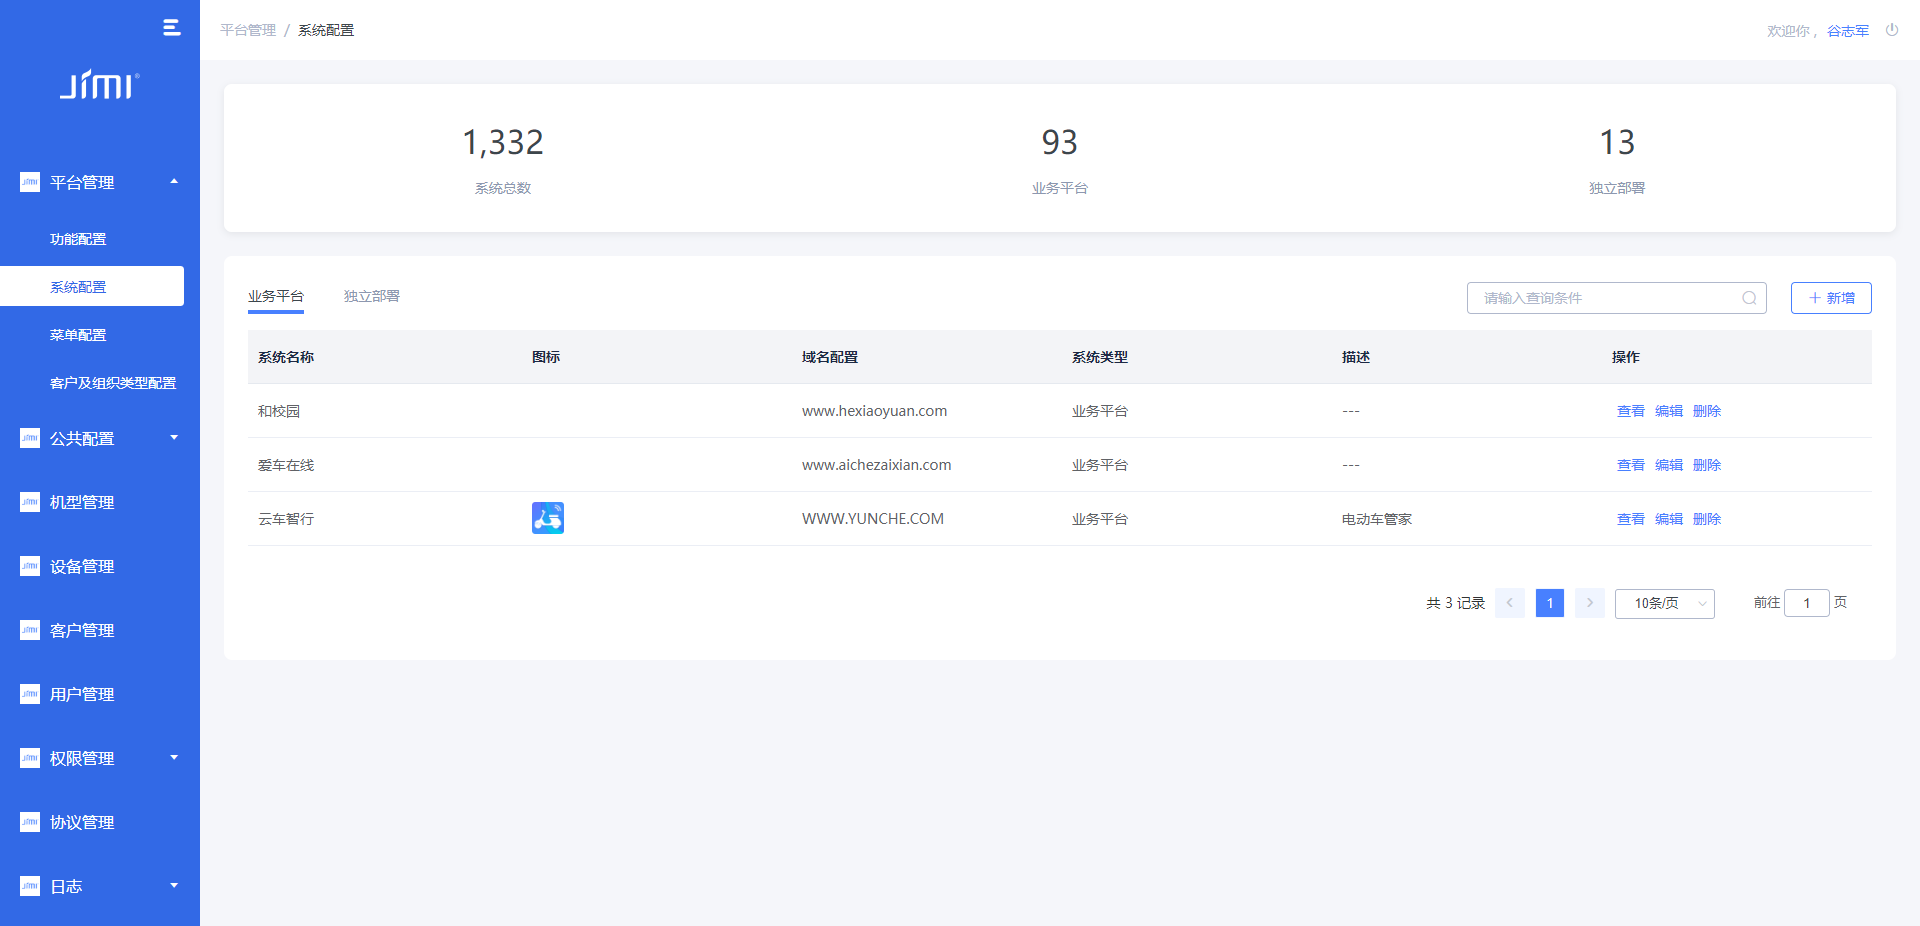 平台管理 / 系统配置
欢迎你， 谷志军
JIMI
平台管理
功能配置
系统配置
菜单配置
客户及组织类型配置
公共配置
机型管理
设备管理
客户管理
用户管理
权限管理
协议管理
日志
1,332
系统总数
93
业务平台
13
独立部署
业务平台 独立部署
请输入查询条件
新增
系统名称 图标 域名配置 系统类型 描述 操作
和校园 www.hexiaoyuan.com 业务平台 --- 查看 编辑 删除
爱车在线 www.aichezaixian.com 业务平台 --- 查看 编辑 删除
云车智行 WWW.YUNCHE.COM 业务平台 电动车管家 查看 编辑 删除
共 3 记录 1 10条/页 前往 1 页